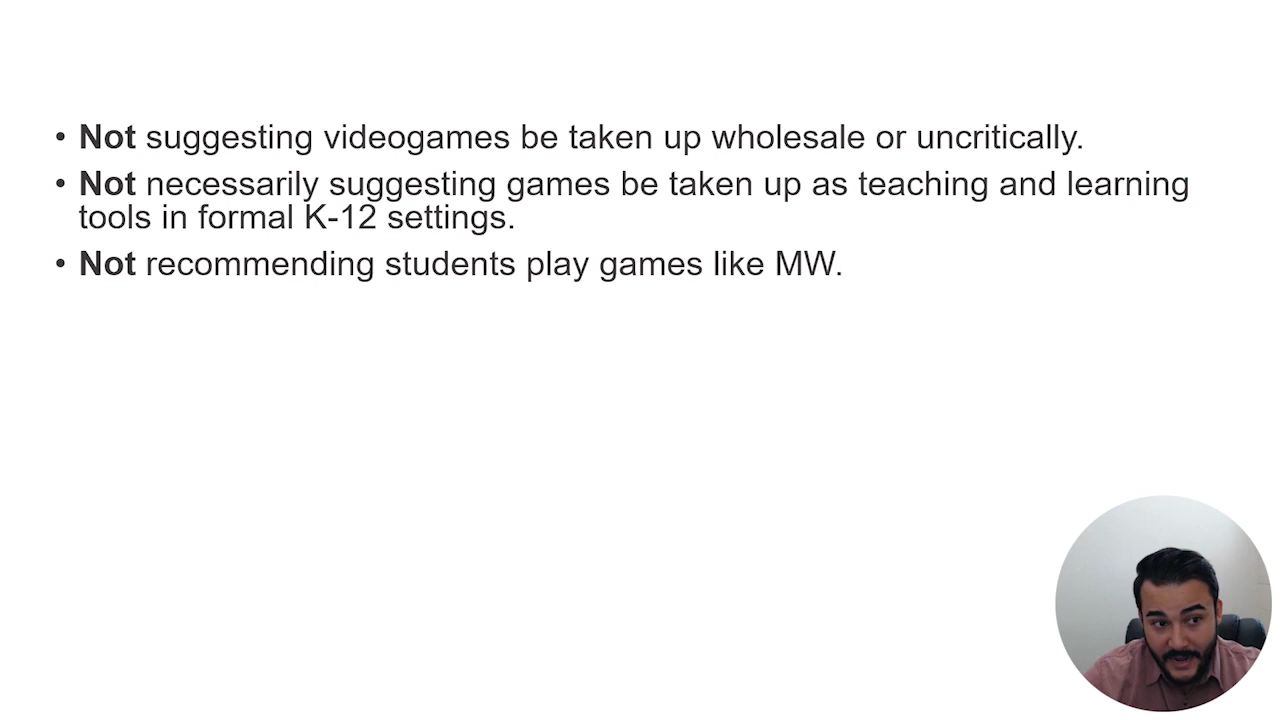 • Not suggesting videogames be taken up wholesale or uncritically.
• Not necessarily suggesting games be taken up as teaching and learning
tools in formal K-12 settings.
• Not recommending students play games like MW.